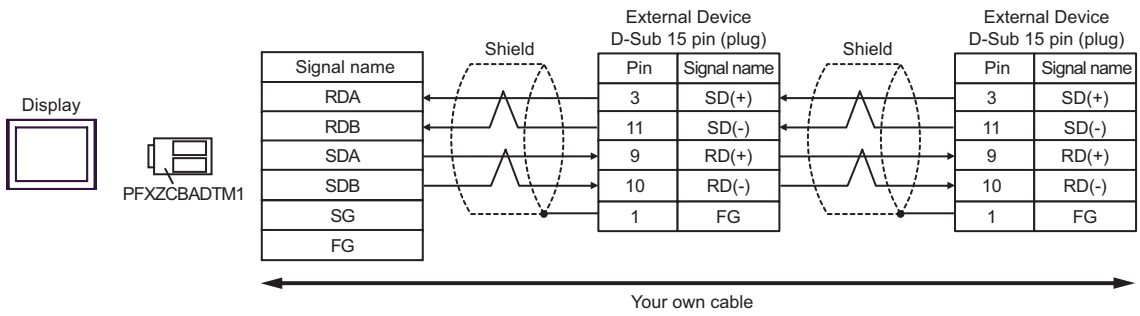 External Device
D-Sub 15 pin (plug)
External Device
D-Sub 15 pin (plug)
Shield
Shield
Display
PFXZCBADTM1
Signal name
RDA
RDB
SDA
SDB
SG
FG
Pin Signal name
3 SD(+)
11 SD(-)
9 RD(+)
10 RD(-)
1 FG
Pin Signal name
3 SD(+)
11 SD(-)
9 RD(+)
10 RD(-)
1 FG
Your own cable